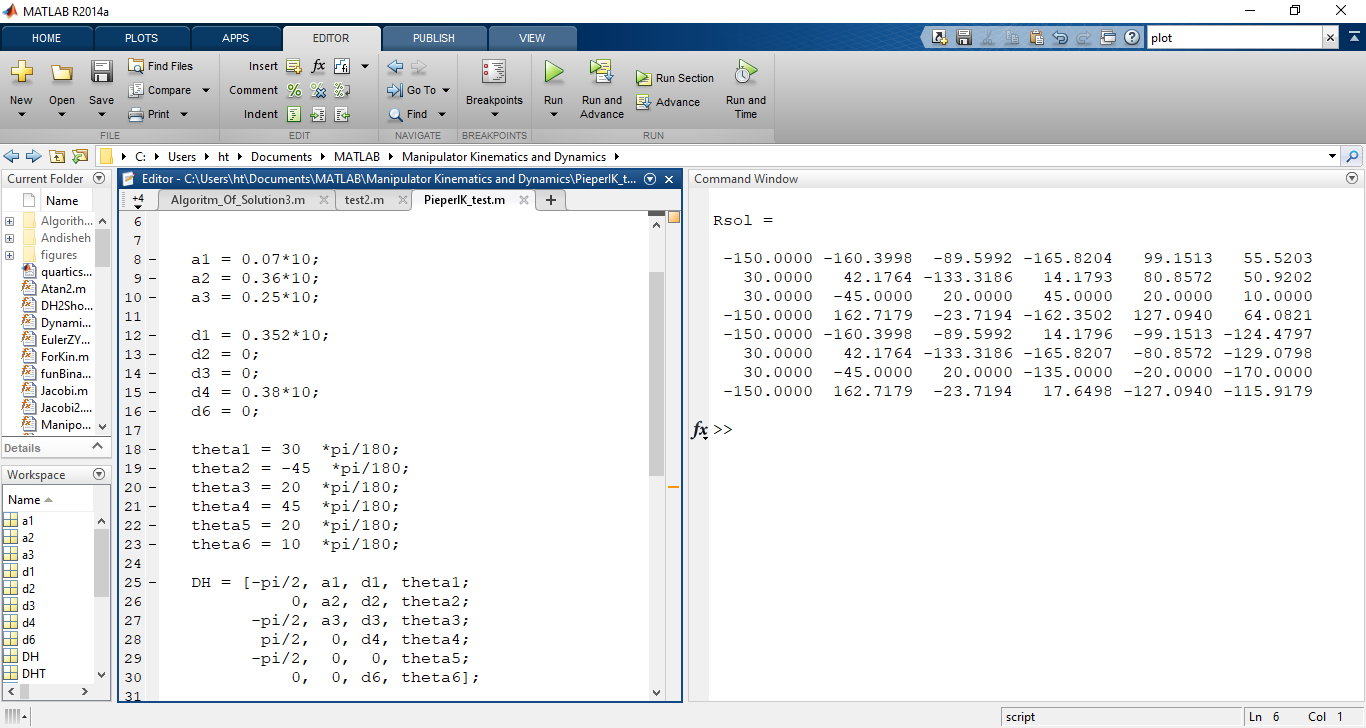 MATLAB R2014a
HOME PLOTS APPS EDITOR PUBLISH VIEW plot
New Open Save Find Files Compare Print
Insert fx
Comment
Indent
Go To Find
Breakpoints
Run Run and Advance Run Section Advance Run and Time
FILE EDIT NAVIGATE BREAKPOINTS RUN
C: Users ht Documents MATLAB Manipulator Kinematics and Dynamics
Current Folder
Name
Algorith...
Andisheh
figures
quartics...
Atan2.m
DH2Sho...
Dynami...
EulerZY...
ForKin.m
funBina...
Jacobi.m
Jacobi2....
Manipo...
Details
Workspace
Name
a1
a2
a3
d1
d2
d3
d4
d6
DH
DHT
Editor - C:\Users\ht\Documents\MATLAB\Manipulator Kinematics and Dynamics\PieperIK_t...
+4 Algoritm_Of_Solution3.m test2.m PieperIK_test.m
6
7
8 - a1 = 0.07*10;
9 - a2 = 0.36*10;
10 - a3 = 0.25*10;
11
12 - d1 = 0.352*10;
13 - d2 = 0;
14 - d3 = 0;
15 - d4 = 0.38*10;
16 - d6 = 0;
17
18 - theta1 = 30 *pi/180;
19 - theta2 = -45 *pi/180;
20 - theta3 = 20 *pi/180;
21 - theta4 = 45 *pi/180;
22 - theta5 = 20 *pi/180;
23 - theta6 = 10 *pi/180;
24
25 - DH = [-pi/2, a1, d1, theta1;
26 0, a2, d2, theta2;
27 -pi/2, a3, d3, theta3;
28 pi/2, 0, d4, theta4;
29 -pi/2, 0, 0, theta5;
30 0, 0, d6, theta6];
31
Command Window
Rsol =
-150.0000 -160.3998 -89.5992 -165.8204 99.1513 55.5203
30.0000 42.1764 -133.3186 14.1793 80.8572 50.9202
30.0000 -45.0000 20.0000 45.0000 20.0000 10.0000
-150.0000 162.7179 -23.7194 -162.3502 127.0940 64.0821
-150.0000 -160.3998 -89.5992 14.1796 -99.1513 -124.4797
30.0000 42.1764 -133.3186 -165.8207 -80.8572 -129.0798
30.0000 -45.0000 20.0000 -135.0000 -20.0000 -170.0000
-150.0000 162.7179 -23.7194 17.6498 -127.0940 -115.9179
fx >>
script Ln 6 Col 1